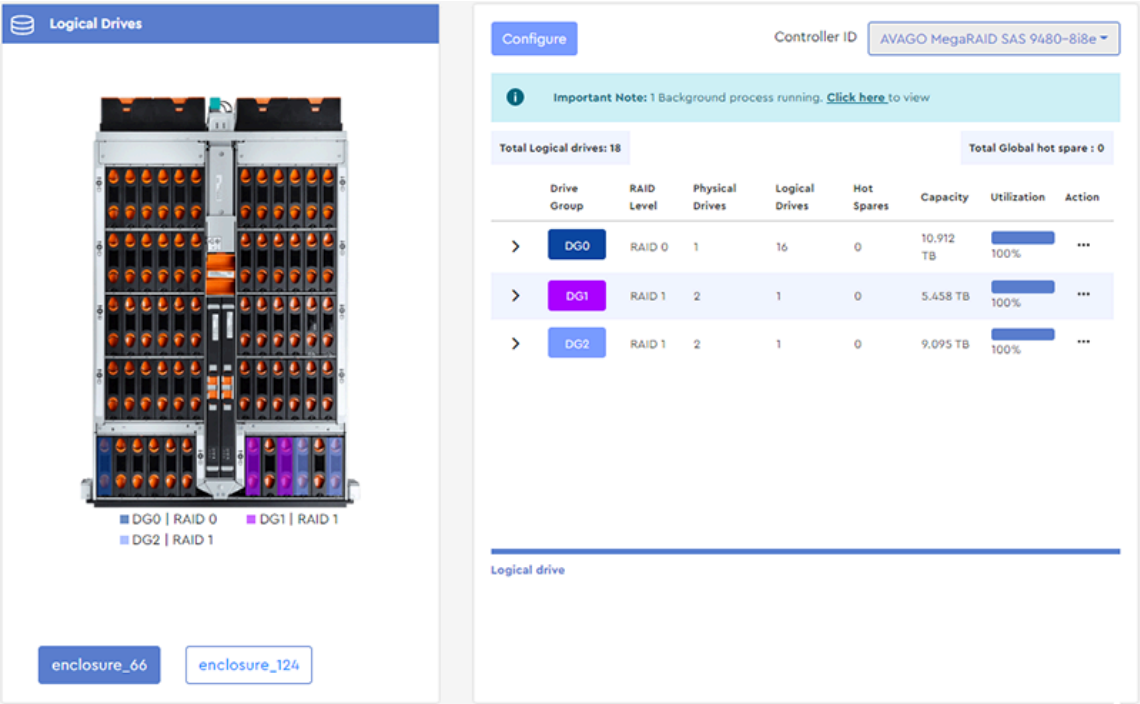 Logical Drives
DG0 | RAID 0 DG1 | RAID 1
DG2 | RAID 1
enclosure_66 enclosure_124
Configure Controller ID AVAGO MegaRAID SAS 9480-8i8e
Important Note: 1 Background process running. Click here to view
Total Logical drives: 18 Total Global hot spare : 0
Drive Group RAID Level Physical Drives Logical Drives Hot Spares Capacity Utilization Action
DG0 RAID 0 1 16 0 10.912 TB 100% ...
DG1 RAID 1 2 1 0 5.458 TB 100% ...
DG2 RAID 1 2 1 0 9.095 TB 100% ...
Logical drive